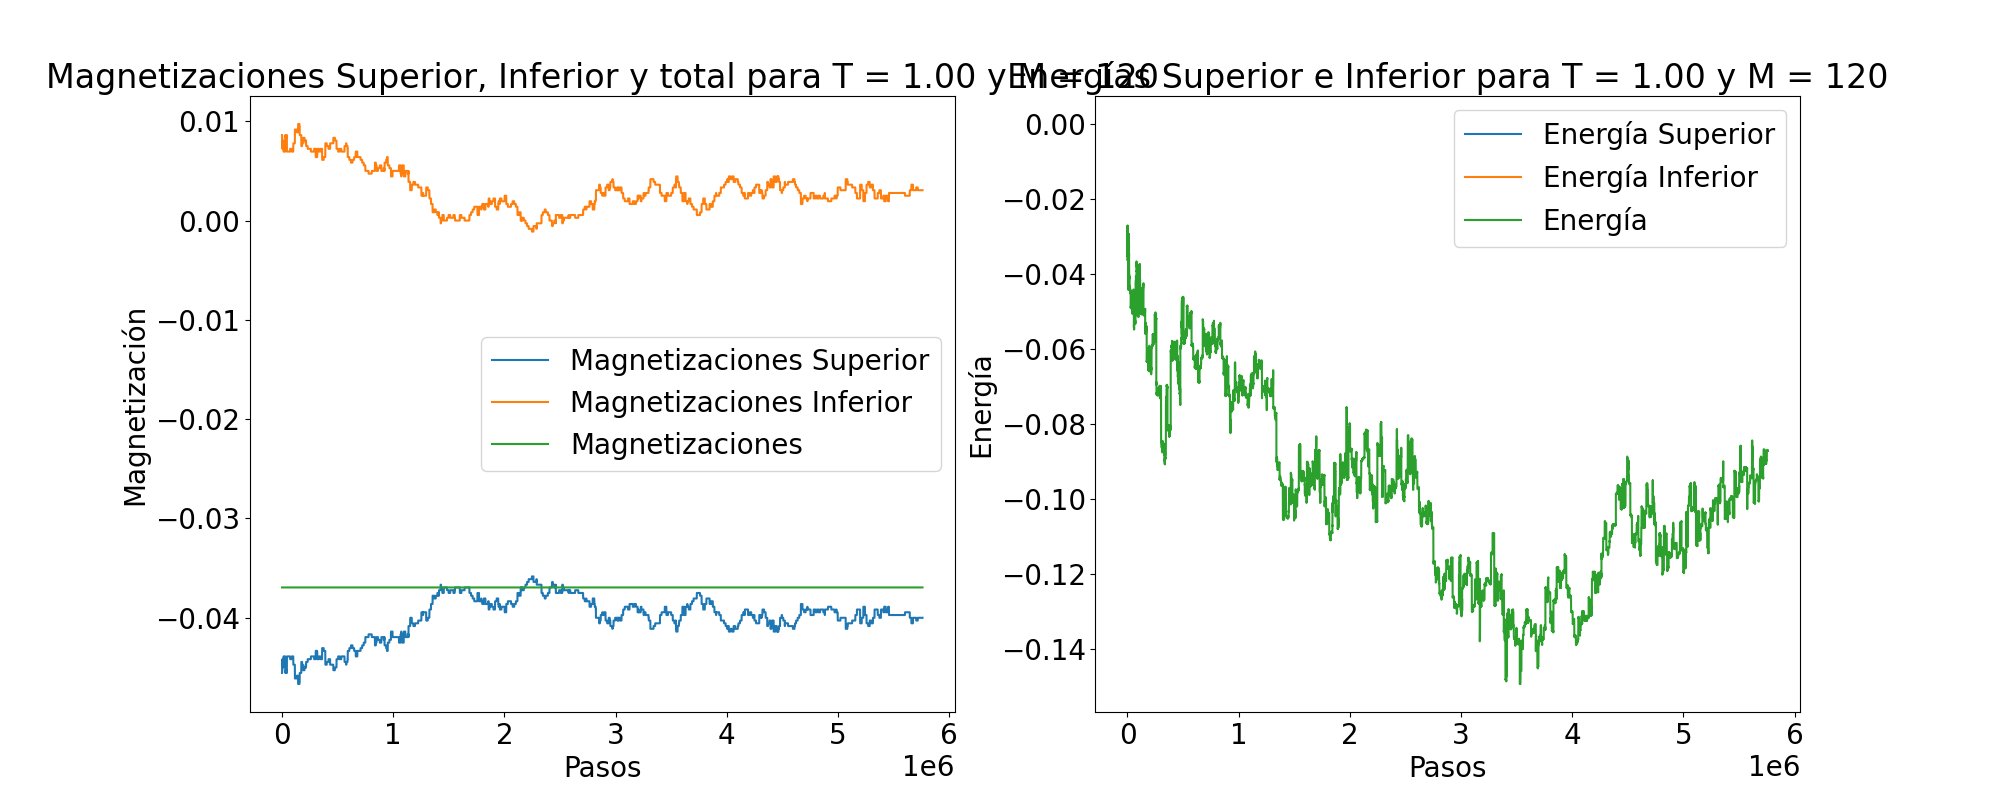 Magnetizaciones Superior, Inferior y total para T = 1.00 y M = 120
Energías Superior e Inferior para T = 1.00 y M = 120
0.01
0.00
−0.01
−0.02
−0.03
−0.04
Magnetización
Magnetizaciones Superior
Magnetizaciones Inferior
Magnetizaciones
0
1
2
3
4
5
6
1e6
Pasos
0.00
−0.02
−0.04
−0.06
−0.08
−0.10
−0.12
−0.14
Energía
Energía Superior
Energía Inferior
Energía
0
1
2
3
4
5
6
1e6
Pasos